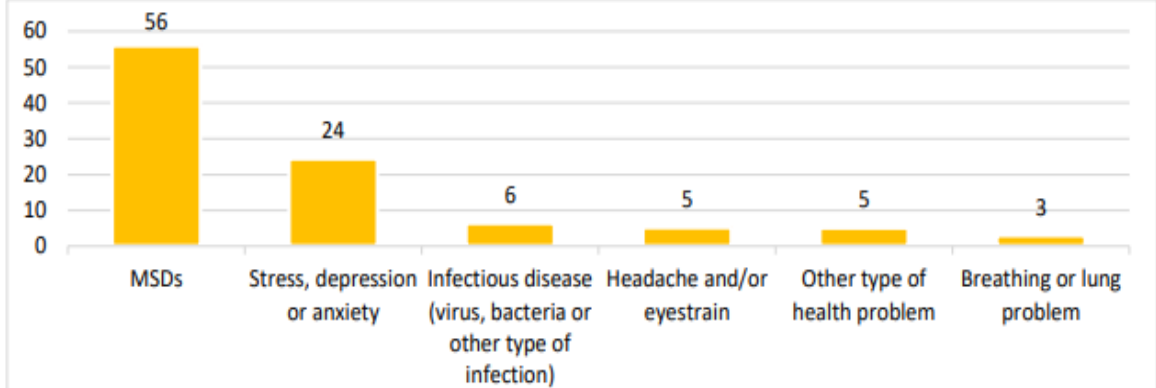 60
50
40
30
20
10
0
56
24
6
5
5
3
MSDs
Stress, depression
or anxiety
Infectious disease
(virus, bacteria or
other type of
infection)
Headache and/or
eyestrain
Other type of
health problem
Breathing or lung
problem